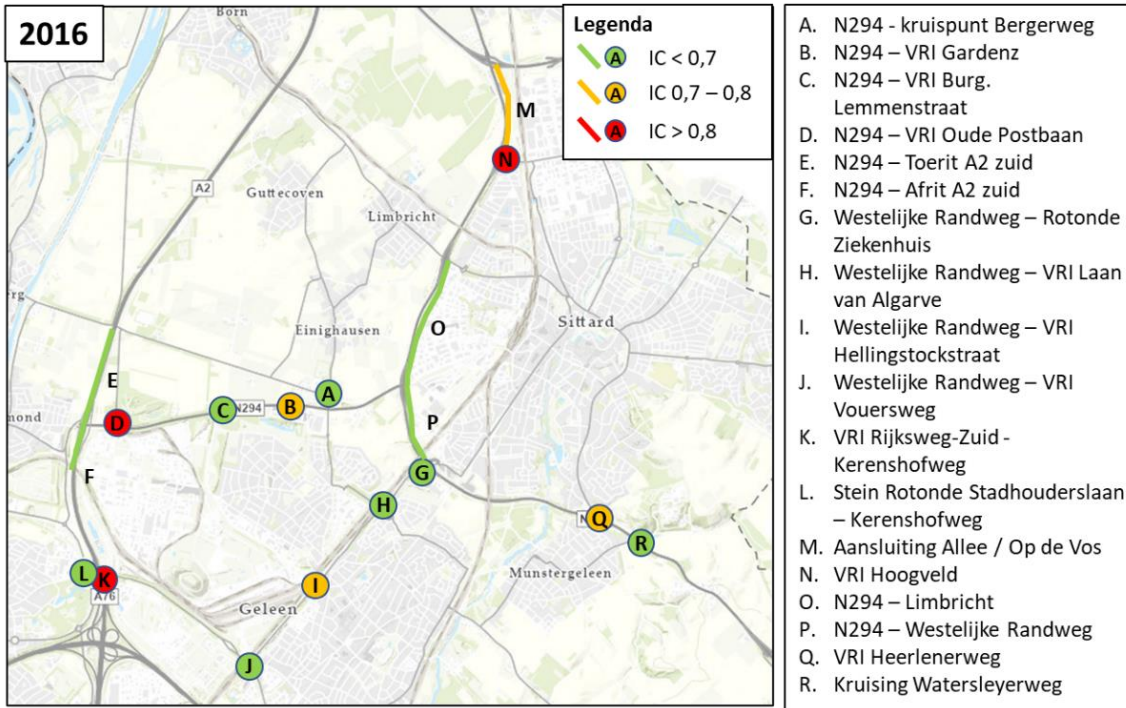 2016
Legenda
A IC < 0,7
A IC 0,7 – 0,8
A IC > 0,8
Born
A2
M
N
Guttecoven
Limbricht
O
Sittard
Einighausen
E
A
B
C
N294
D
P
mond
F
G
H
Q
R
L
K
A76
I
Munstergeleen
Geleen
J
A. N294 - kruispunt Bergerweg
B. N294 – VRI Gardenz
C. N294 – VRI Burg.
Lemmenstraat
D. N294 – VRI Oude Postbaan
E. N294 – Toerit A2 zuid
F. N294 – Afrit A2 zuid
G. Westelijke Randweg – Rotonde
Ziekenhuis
H. Westelijke Randweg – VRI Laan
van Algarve
I. Westelijke Randweg – VRI
Hellingstockstraat
J. Westelijke Randweg – VRI
Vouersweg
K. VRI Rijksweg-Zuid -
Kerenshofweg
L. Stein Rotonde Stadhouderslaan
– Kerenshofweg
M. Aansluiting Allee / Op de Vos
N. VRI Hoogveld
O. N294 – Limbricht
P. N294 – Westelijke Randweg
Q. VRI Heerlenerweg
R. Kruising Watersleyerweg